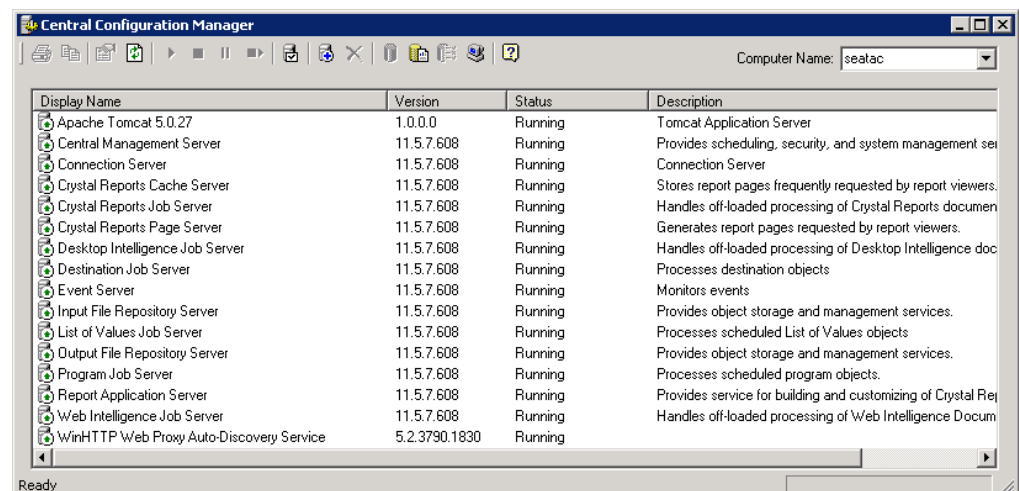 Central Configuration Manager
Computer Name: seatac
Display Name Version Status Description
Apache Tomcat 5.0.27 1.0.0.0 Running Tomcat Application Server
Central Management Server 11.5.7.608 Running Provides scheduling, security, and system management ser
Connection Server 11.5.7.608 Running Connection Server
Crystal Reports Cache Server 11.5.7.608 Running Stores report pages frequently requested by report viewers.
Crystal Reports Job Server 11.5.7.608 Running Handles off-loaded processing of Crystal Reports documen
Crystal Reports Page Server 11.5.7.608 Running Generates report pages requested by report viewers.
Desktop Intelligence Job Server 11.5.7.608 Running Handles off-loaded processing of Desktop Intelligence doc
Destination Job Server 11.5.7.608 Running Processes destination objects
Event Server 11.5.7.608 Running Monitors events
Input File Repository Server 11.5.7.608 Running Provides object storage and management services.
List of Values Job Server 11.5.7.608 Running Processes scheduled List of Values objects
Output File Repository Server 11.5.7.608 Running Provides object storage and management services.
Program Job Server 11.5.7.608 Running Processes scheduled program objects.
Report Application Server 11.5.7.608 Running Provides service for building and customizing of Crystal Rep
Web Intelligence Job Server 11.5.7.608 Running Handles off-loaded processing of Web Intelligence Docum
WinHTTP Web Proxy Auto-Discovery Service 5.2.3790.1830 Running
Ready